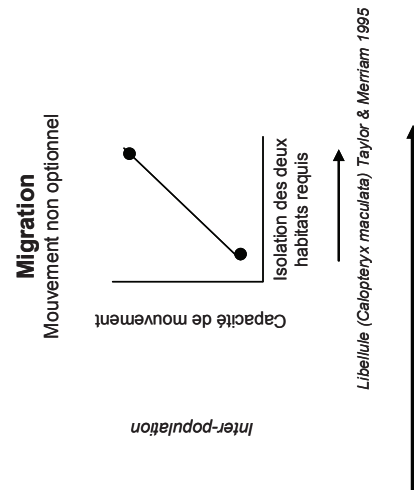 Migration
Mouvement non optionnel
Capacité de mouvement
Isolation des deux
habitats requis
Inter-population
Libellule (Calopteryx maculata) Taylor & Merriam 1995